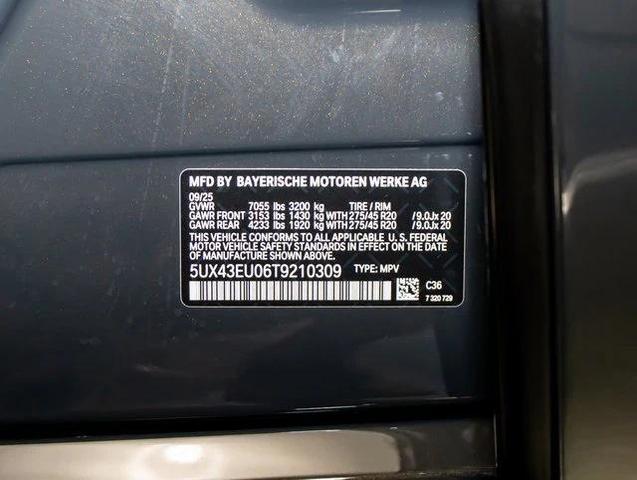 MFD BY BAYERISCHE MOTOREN WERKE AG
09/25
GVWR 7055 lbs 3200 kg TIRE / RIM
GAWR FRONT 3153 lbs 1430 kg WITH 275/45 R20 /9.0Jx 20
GAWR REAR 4233 lbs 1920 kg WITH 275/45 R20 /9.0Jx 20
THIS VEHICLE CONFORMS TO ALL APPLICABLE U. S. FEDERAL
MOTOR VEHICLE SAFETY STANDARDS IN EFFECT ON THE DATE
OF MANUFACTURE SHOWN ABOVE.
5UX43EU06T9210309 TYPE: MPV
C36
7 320 729